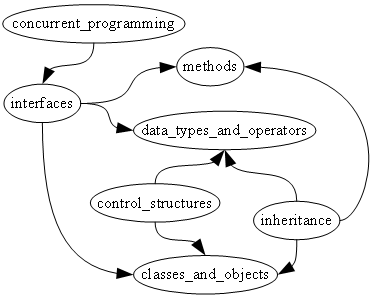 concurrent_programming
methods
interfaces
data_types_and_operators
control_structures
inheritance
classes_and_objects